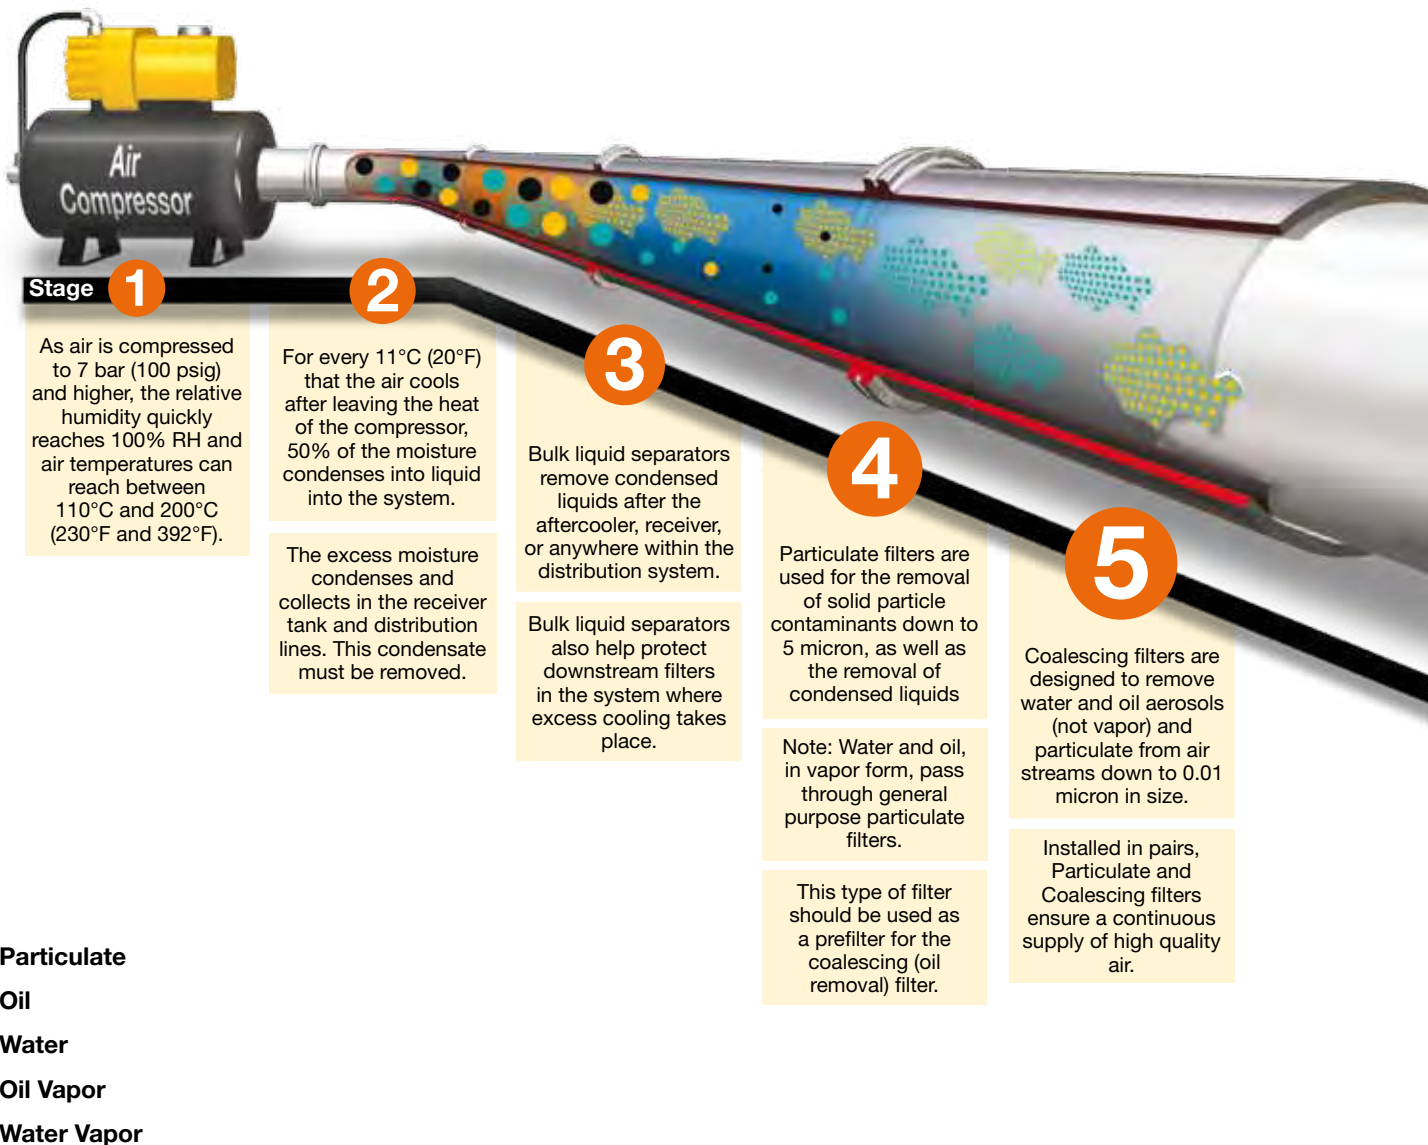 Air
Compressor
Stage 1
2
3
4
5
As air is compressed
to 7 bar (100 psig)
and higher, the relative
humidity quickly
reaches 100% RH and
air temperatures can
reach between
110°C and 200°C
(230°F and 392°F).
For every 11°C (20°F)
that the air cools
after leaving the heat
of the compressor,
50% of the moisture
condenses into liquid
into the system.
The excess moisture
condenses and
collects in the receiver
tank and distribution
lines. This condensate
must be removed.
Bulk liquid separators
remove condensed
liquids after the
aftercooler, receiver,
or anywhere within the
distribution system.
Bulk liquid separators
also help protect
downstream filters
in the system where
excess cooling takes
place.
Particulate filters are
used for the removal
of solid particle
contaminants down to
5 micron, as well as
the removal of
condensed liquids
Note: Water and oil,
in vapor form, pass
through general
purpose particulate
filters.
This type of filter
should be used as
a prefilter for the
coalescing (oil
removal) filter.
Coalescing filters are
designed to remove
water and oil aerosols
(not vapor) and
particulate from air
streams down to 0.01
micron in size.
Installed in pairs,
Particulate and
Coalescing filters
ensure a continuous
supply of high quality
air.
Particulate
Oil
Water
Oil Vapor
Water Vapor